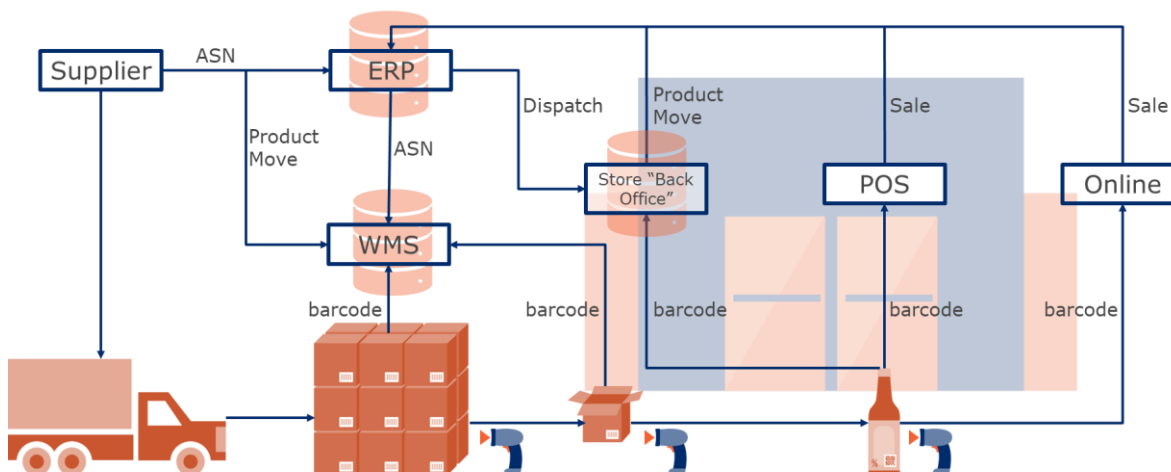 ASN
Supplier
ERP
Dispatch
Product
Move
Sale
Sale
Product
Move
ASN
Store “Back
Office”
POS
Online
WMS
barcode
barcode
barcode
barcode
barcode